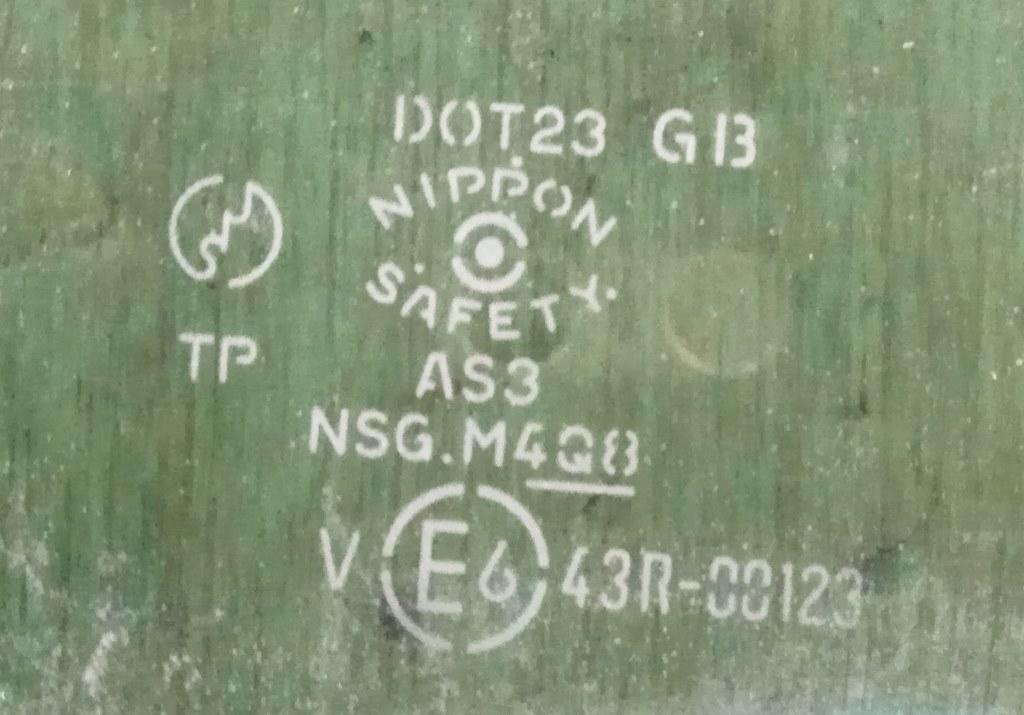 DOT23 GB
NIPPON
SAFETY
TP
AS3
NSG.M4Q8
V E6 43R-00123